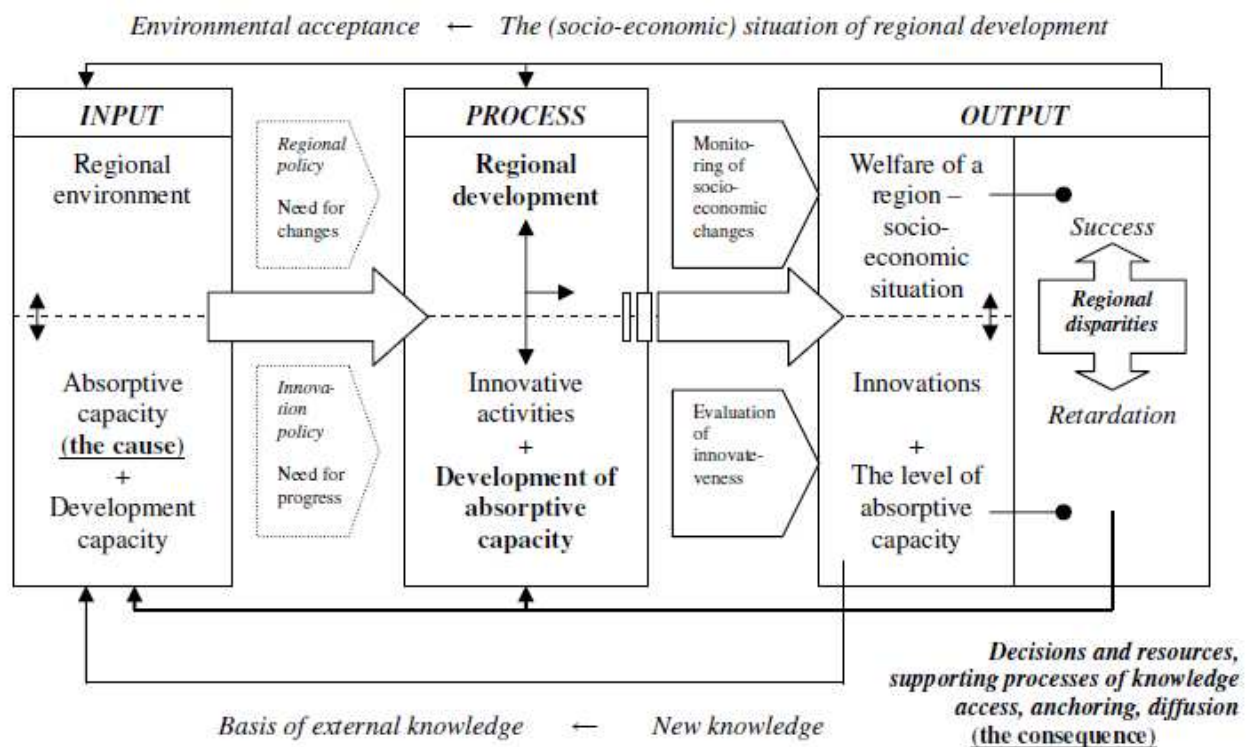 Environmental acceptance ← The (socio-economic) situation of regional development
INPUT
Regional
environment
Absorptive
capacity
(the cause)
+
Development
capacity
Regional
policy
Need for
changes
Innova-
tion
policy
Need for
progress
PROCESS
Regional
development
Innovative
activities
+
Development of
absorptive
capacity
Monito-
ring of
socio-
economic
changes
Evaluation
of
innovate-
veness
OUTPUT
Welfare of a
region –
socio-
economic
situation
Innovations
+
The level of
absorptive
capacity
Success
Regional
disparities
Retardation
Decisions and resources,
supporting processes of knowledge
access, anchoring, diffusion
(the consequence)
Basis of external knowledge ← New knowledge